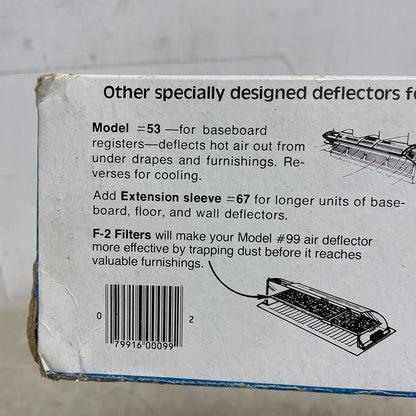 Other specially designed deflectors fo
Model #53 —for baseboard
registers—deflects hot air out from
under drapes and furnishings. Re-
verses for cooling.
Add Extension sleeve #67 for longer units of base-
board, floor, and wall deflectors.
F-2 Filters will make your Model #99 air deflector
more effective by trapping dust before it reaches
valuable furnishings.
0 79916 00099 2